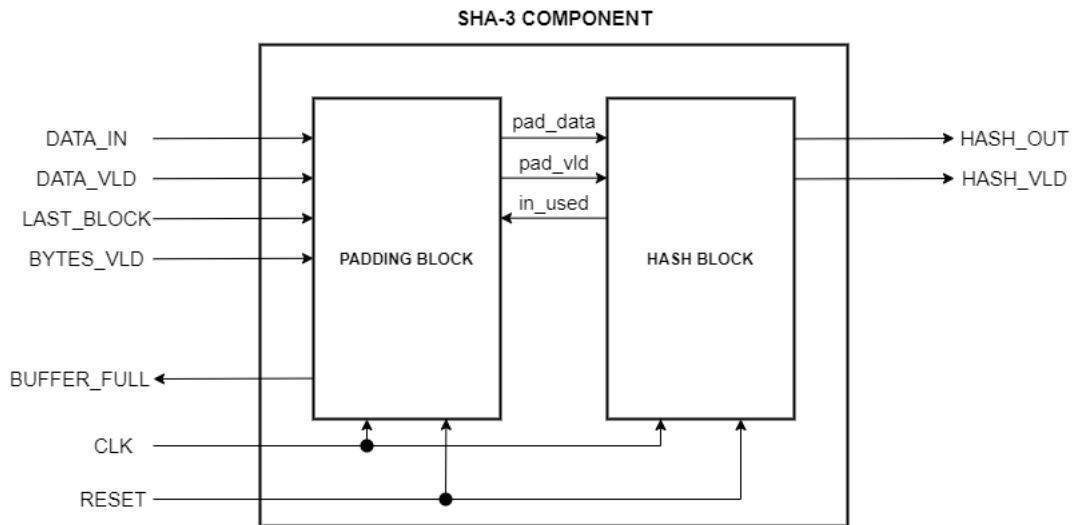 SHA-3 COMPONENT
DATA_IN
DATA_VLD
LAST_BLOCK
BYTES_VLD
BUFFER_FULL
CLK
RESET
PADDING BLOCK
pad_data
pad_vld
in_used
HASH BLOCK
HASH_OUT
HASH_VLD